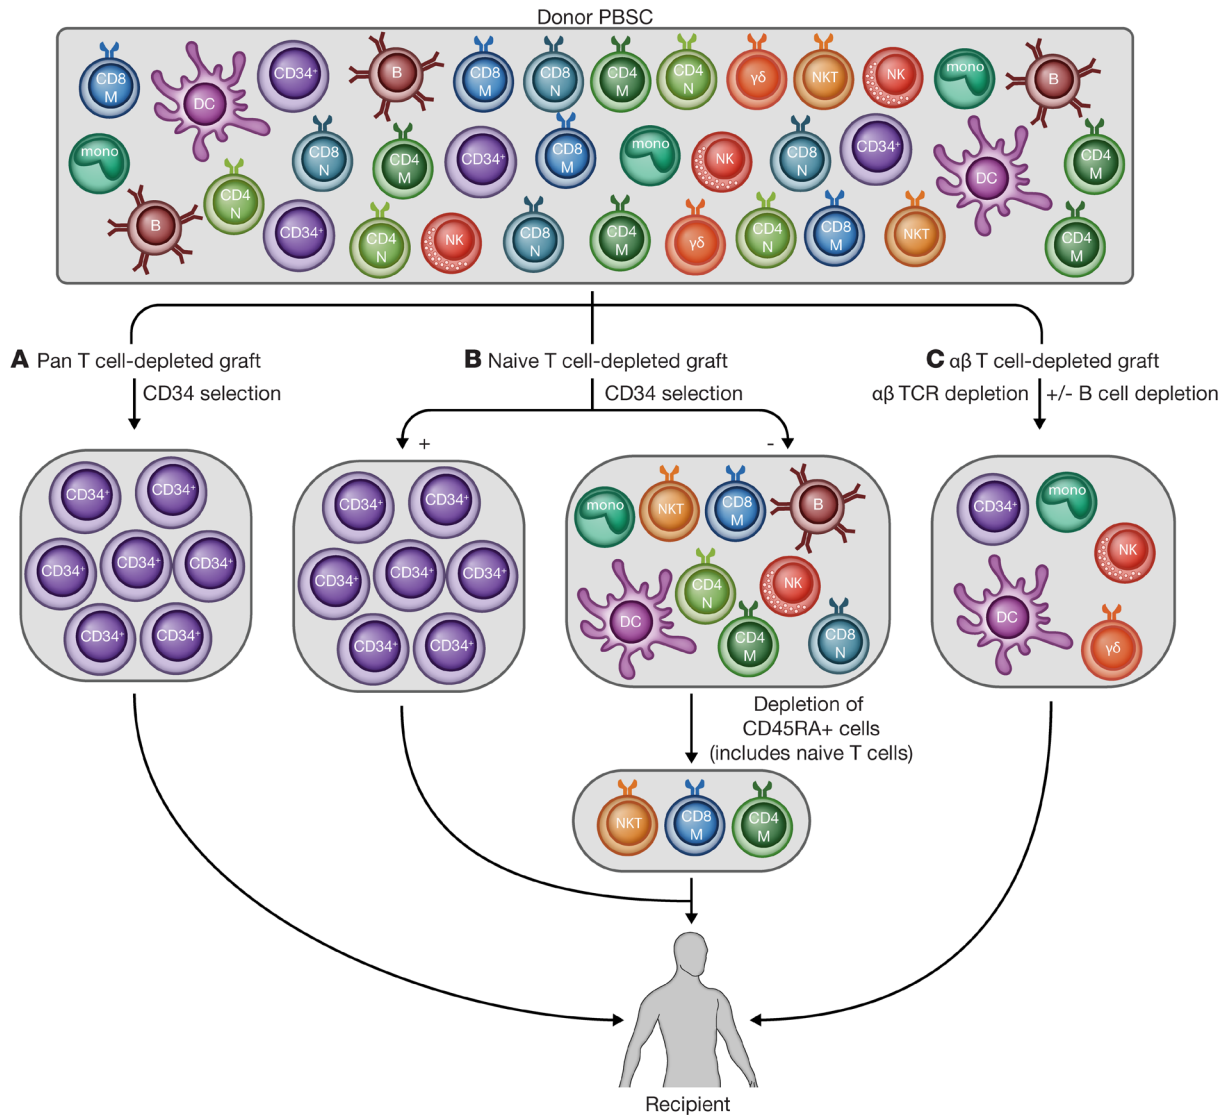 Donor PBSC
CD8 M
DC
CD34⁺
B
CD8 M
CD8 N
CD4 M
CD4 N
γδ
NKT
NK
mono
B
mono
CD4 N
CD8 N
CD4 M
CD34⁺
CD8 M
mono
NK
CD8 N
CD34⁺
DC
CD4 M
B
CD34⁺
CD4 N
NK
CD8 N
CD4 M
γδ
CD4 N
CD8 M
NKT
CD4 M
A Pan T cell-depleted graft
CD34 selection
B Naive T cell-depleted graft
CD34 selection
+
-
C αβ T cell-depleted graft
αβ TCR depletion
+/- B cell depletion
CD34⁺
CD34⁺
CD34⁺
CD34⁺
CD34⁺
CD34⁺
CD34⁺
CD34⁺
CD34⁺
CD34⁺
CD34⁺
CD34⁺
CD34⁺
CD34⁺
mono
NKT
CD8 M
B
DC
CD4 N
NK
CD4 M
CD8 N
CD34⁺
mono
NK
DC
γδ
Depletion of
CD45RA+ cells
(includes naive T cells)
NKT
CD8 M
CD4 M
Recipient